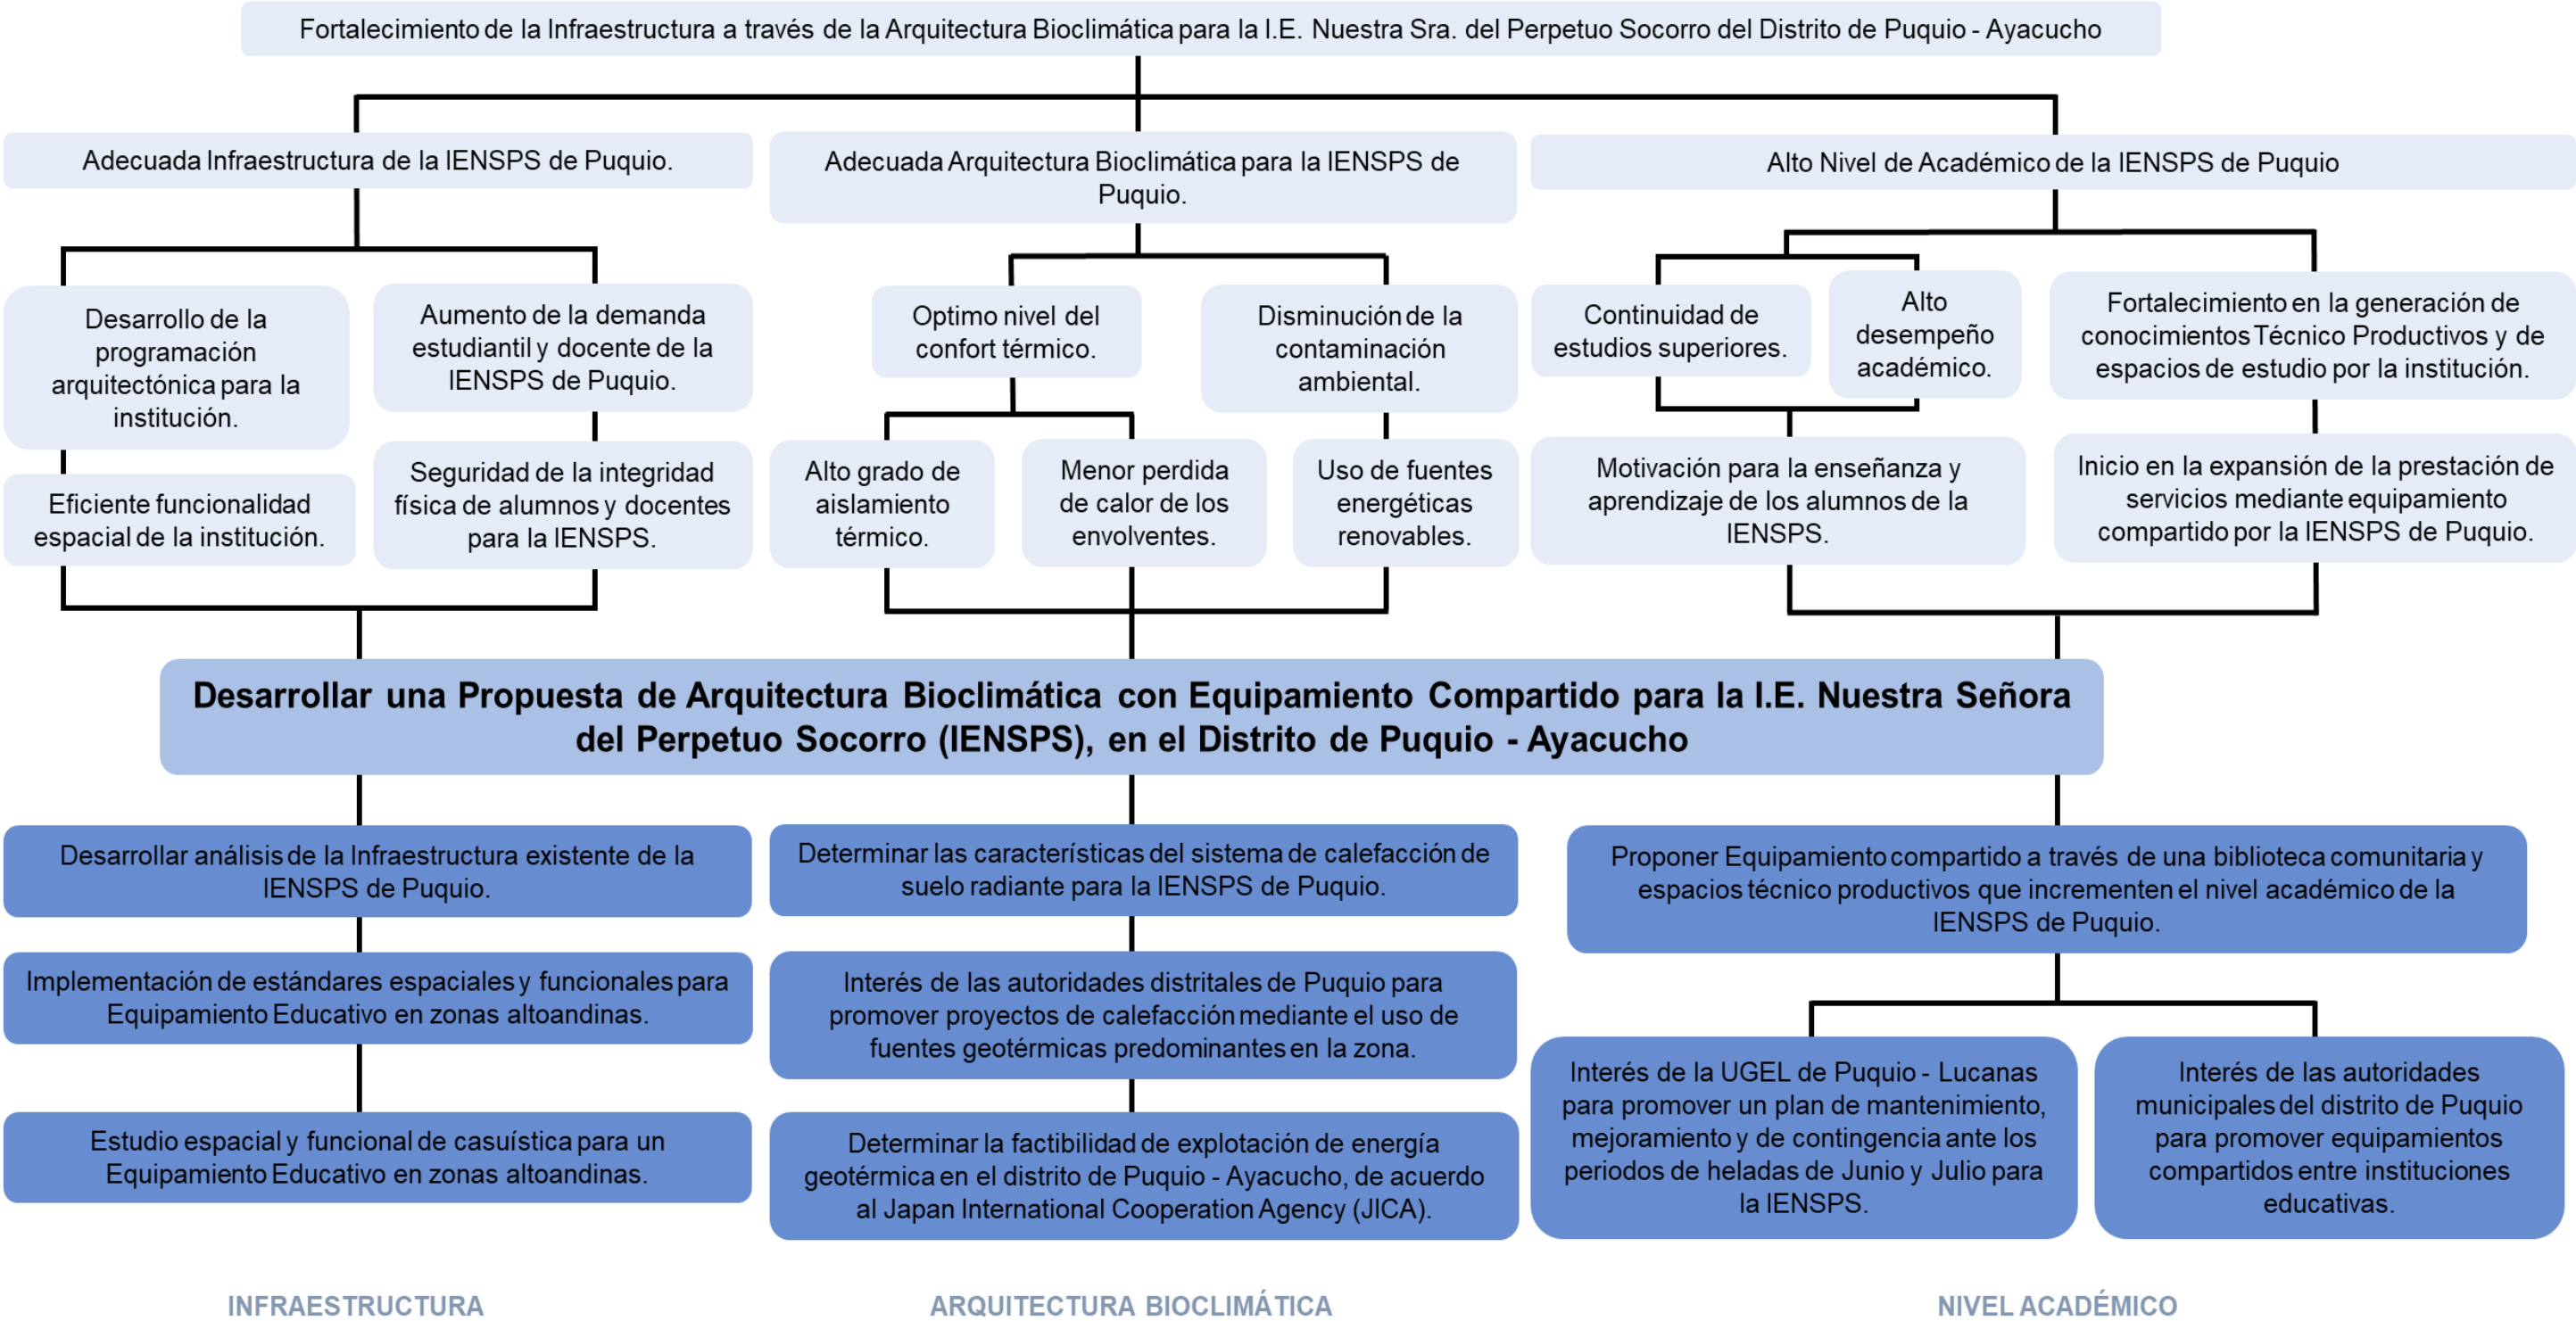 Fortalecimiento de la Infraestructura a través de la Arquitectura Bioclimática para la I.E. Nuestra Sra. del Perpetuo Socorro del Distrito de Puquio - Ayacucho
Adecuada Infraestructura de la IENSPS de Puquio.
Adecuada Arquitectura Bioclimática para la IENSPS de
Puquio.
Alto Nivel de Académico de la IENSPS de Puquio
Desarrollo de la
programación
arquitectónica para la
institución.
Aumento de la demanda
estudiantil y docente de la
IENSPS de Puquio.
Optimo nivel del
confort térmico.
Disminución de la
contaminación
ambiental.
Continuidad de
estudios superiores.
Alto
desempeño
académico.
Fortalecimiento en la generación de
conocimientos Técnico Productivos y de
espacios de estudio por la institución.
Eficiente funcionalidad
espacial de la institución.
Seguridad de la integridad
física de alumnos y docentes
para la IENSPS.
Alto grado de
aislamiento
térmico.
Menor perdida
de calor de los
envolventes.
Uso de fuentes
energéticas
renovables.
Motivación para la enseñanza y
aprendizaje de los alumnos de la
IENSPS.
Inicio en la expansión de la prestación de
servicios mediante equipamiento
compartido por la IENSPS de Puquio.
Desarrollar una Propuesta de Arquitectura Bioclimática con Equipamiento Compartido para la I.E. Nuestra Señora
del Perpetuo Socorro (IENSPS), en el Distrito de Puquio - Ayacucho
Desarrollar análisis de la Infraestructura existente de la
IENSPS de Puquio.
Determinar las características del sistema de calefacción de
suelo radiante para la IENSPS de Puquio.
Proponer Equipamiento compartido a través de una biblioteca comunitaria y
espacios técnico productivos que incrementen el nivel académico de la
IENSPS de Puquio.
Implementación de estándares espaciales y funcionales para
Equipamiento Educativo en zonas altoandinas.
Interés de las autoridades distritales de Puquio para
promover proyectos de calefacción mediante el uso de
fuentes geotérmicas predominantes en la zona.
Estudio espacial y funcional de casuística para un
Equipamiento Educativo en zonas altoandinas.
Determinar la factibilidad de explotación de energía
geotérmica en el distrito de Puquio - Ayacucho, de acuerdo
al Japan International Cooperation Agency (JICA).
Interés de la UGEL de Puquio - Lucanas
para promover un plan de mantenimiento,
mejoramiento y de contingencia ante los
periodos de heladas de Junio y Julio para
la IENSPS.
Interés de las autoridades
municipales del distrito de Puquio
para promover equipamientos
compartidos entre instituciones
educativas.
INFRAESTRUCTURA
ARQUITECTURA BIOCLIMÁTICA
NIVEL ACADÉMICO